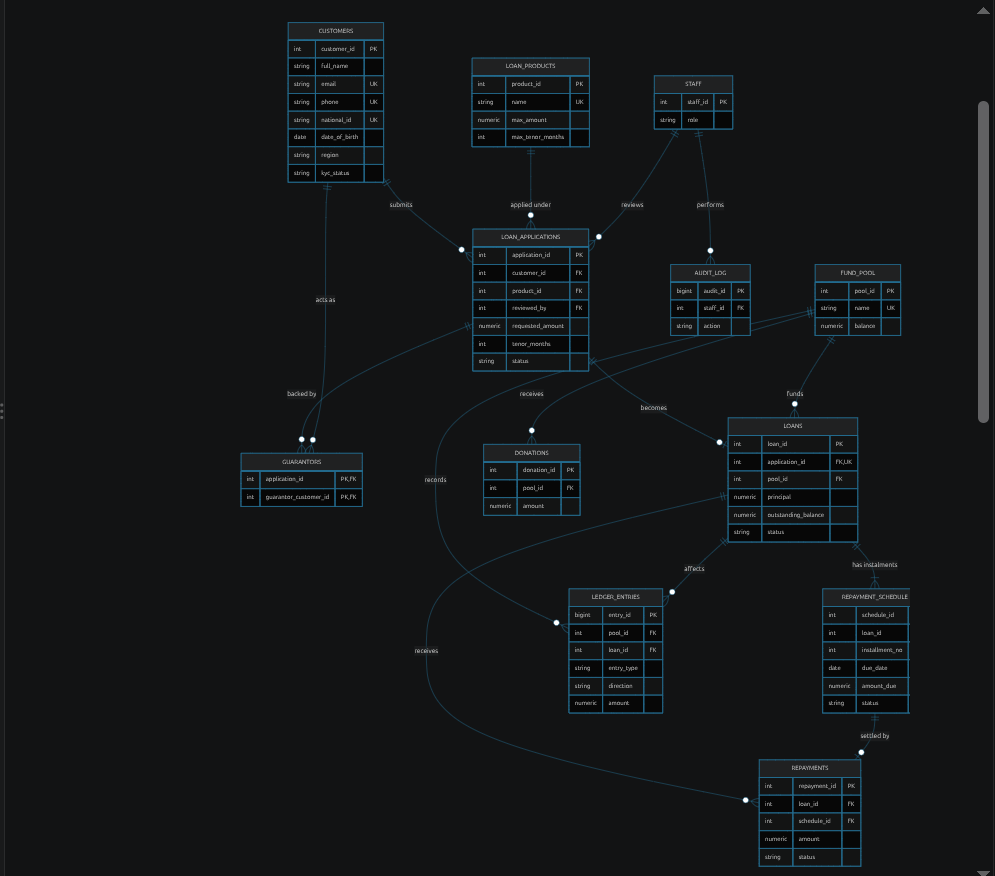 CUSTOMERS
int customer_id PK
string full_name
string email UK
string phone UK
string national_id UK
date date_of_birth
string region
string kyc_status
LOAN_PRODUCTS
int product_id PK
string name UK
numeric max_amount
int max_tenor_months
STAFF
int staff_id PK
string role
submits
applied under
reviews
performs
LOAN_APPLICATIONS
int application_id PK
int customer_id FK
int product_id FK
int reviewed_by FK
numeric requested_amount
int tenor_months
string status
AUDIT_LOG
bigint audit_id PK
int staff_id FK
string action
FUND_POOL
int pool_id PK
string name UK
numeric balance
acts as
backed by
receives
becomes
funds
GUARANTORS
int application_id PK,FK
int guarantor_customer_id PK,FK
DONATIONS
int donation_id PK
int pool_id FK
numeric amount
LOANS
int loan_id PK
int application_id FK,UK
int pool_id FK
numeric principal
numeric outstanding_balance
string status
records
affects
has instalments
LEDGER_ENTRIES
bigint entry_id PK
int pool_id FK
int loan_id FK
string entry_type
string direction
numeric amount
REPAYMENT_SCHEDULE
int schedule_id
int loan_id
int installment_no
date due_date
numeric amount_due
string status
receives
settled by
REPAYMENTS
int repayment_id PK
int loan_id FK
int schedule_id FK
numeric amount
string status